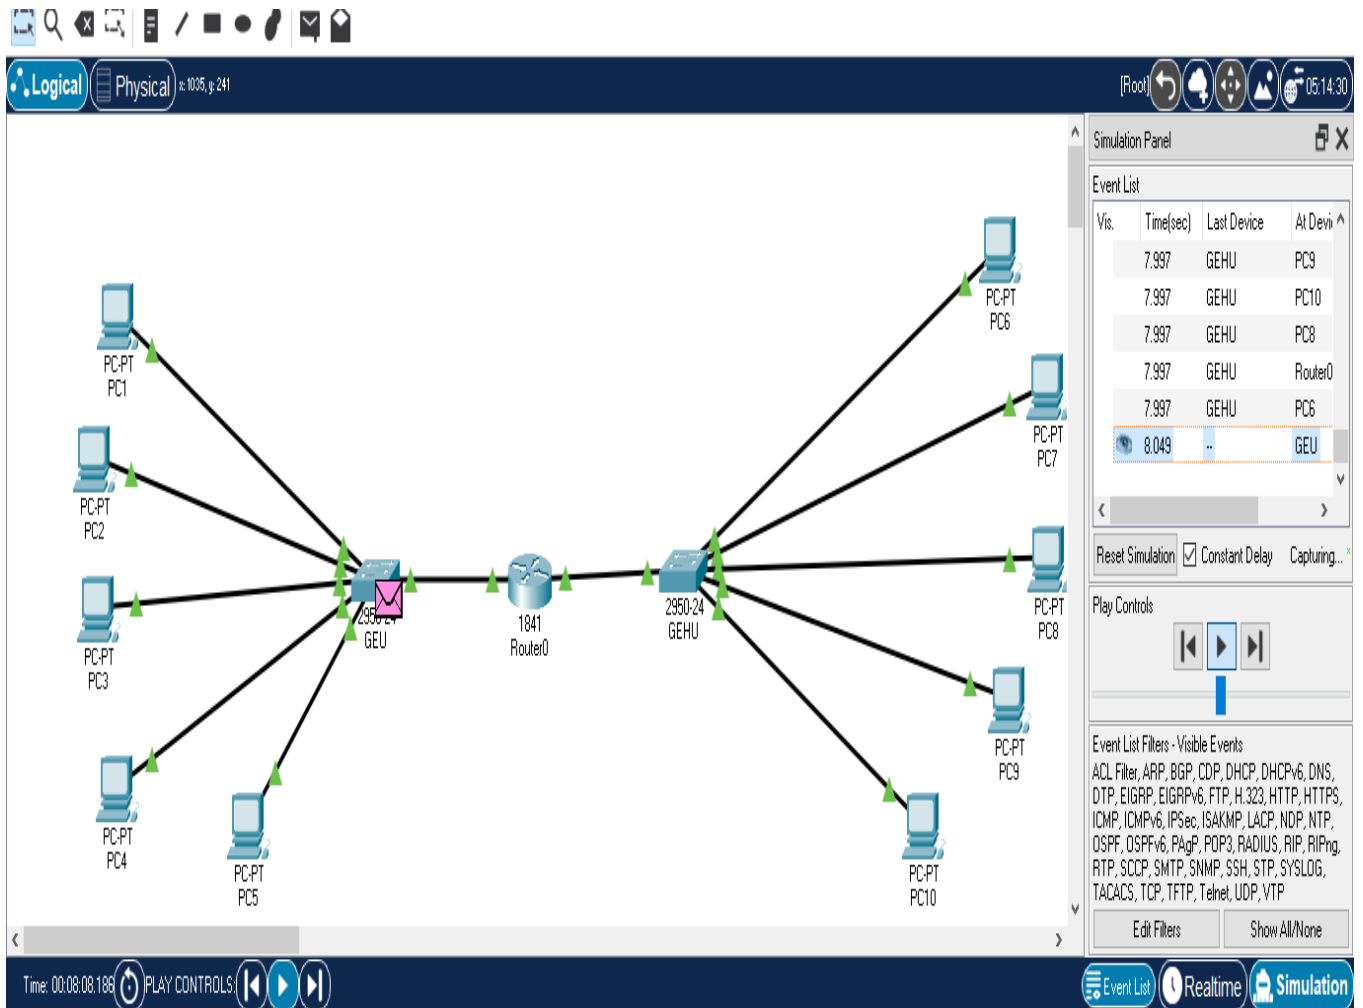 Logical
Physical
x: 1035, y: 241
[Root]
05:14:30
Simulation Panel
Event List
Vis. Time(sec) Last Device At Devi
7.997 GEHU PC9
7.997 GEHU PC10
7.997 GEHU PC8
7.997 GEHU Router0
7.997 GEHU PC6
8.049 -- GEU
Reset Simulation Constant Delay Capturing...
Play Controls
Event List Filters - Visible Events
ACL Filter, ARP, BGP, CDP, DHCP, DHCPv6, DNS,
DTP, EIGRP, EIGRPv6, FTP, H.323, HTTP, HTTPS,
ICMP, ICMPv6, IPSec, ISAKMP, LACP, NDP, NTP,
OSPF, OSPFv6, PAgP, POP3, RADIUS, RIP, RIPng,
RTP, SCCP, SMTP, SNMP, SSH, STP, SYSLOG,
TACACS, TCP, TFTP, Telnet, UDP, VTP
Edit Filters Show All/None
PC-PT
PC1
PC-PT
PC2
PC-PT
PC3
PC-PT
PC4
PC-PT
PC5
2950-24
GEU
1841
Router0
2950-24
GEHU
PC-PT
PC6
PC-PT
PC7
PC-PT
PC8
PC-PT
PC9
PC-PT
PC10
Time: 00:08:08.186 PLAY CONTROLS:
Event List
Realtime
Simulation